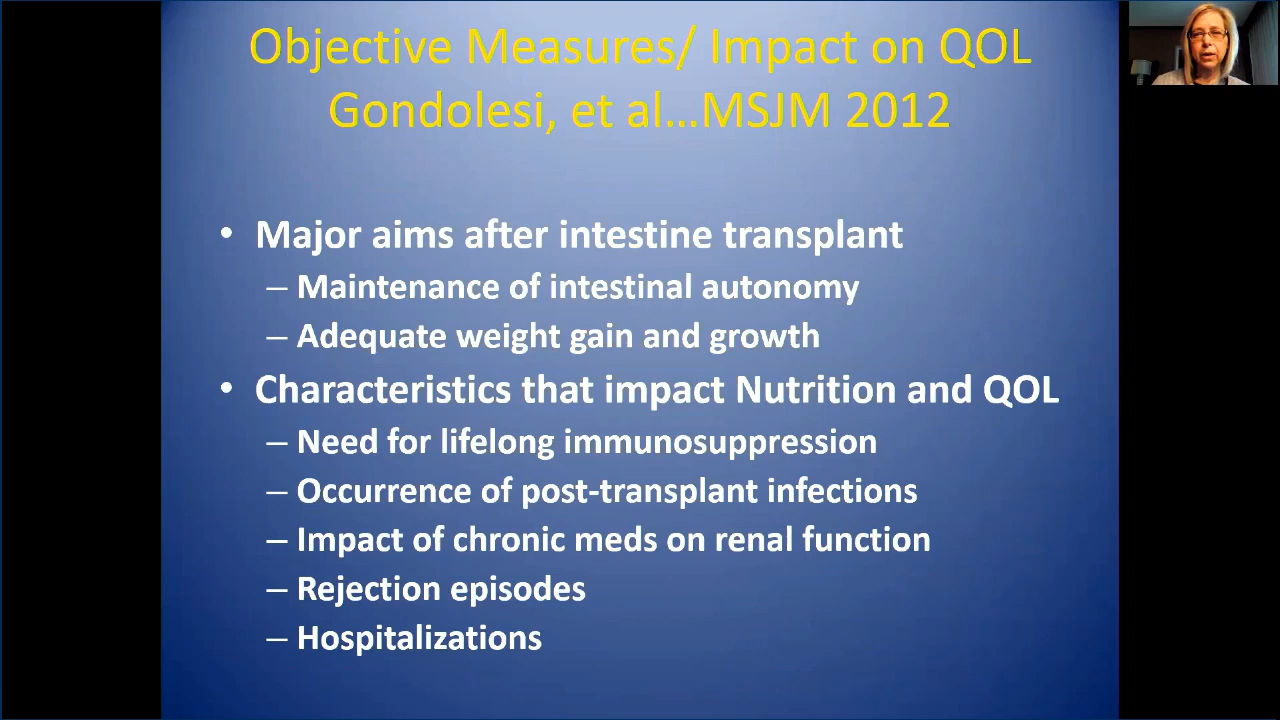 Objective Measures/ Impact on QOL
Gondolesi, et al...MSJM 2012
• Major aims after intestine transplant
– Maintenance of intestinal autonomy
– Adequate weight gain and growth
• Characteristics that impact Nutrition and QOL
– Need for lifelong immunosuppression
– Occurrence of post-transplant infections
– Impact of chronic meds on renal function
– Rejection episodes
– Hospitalizations